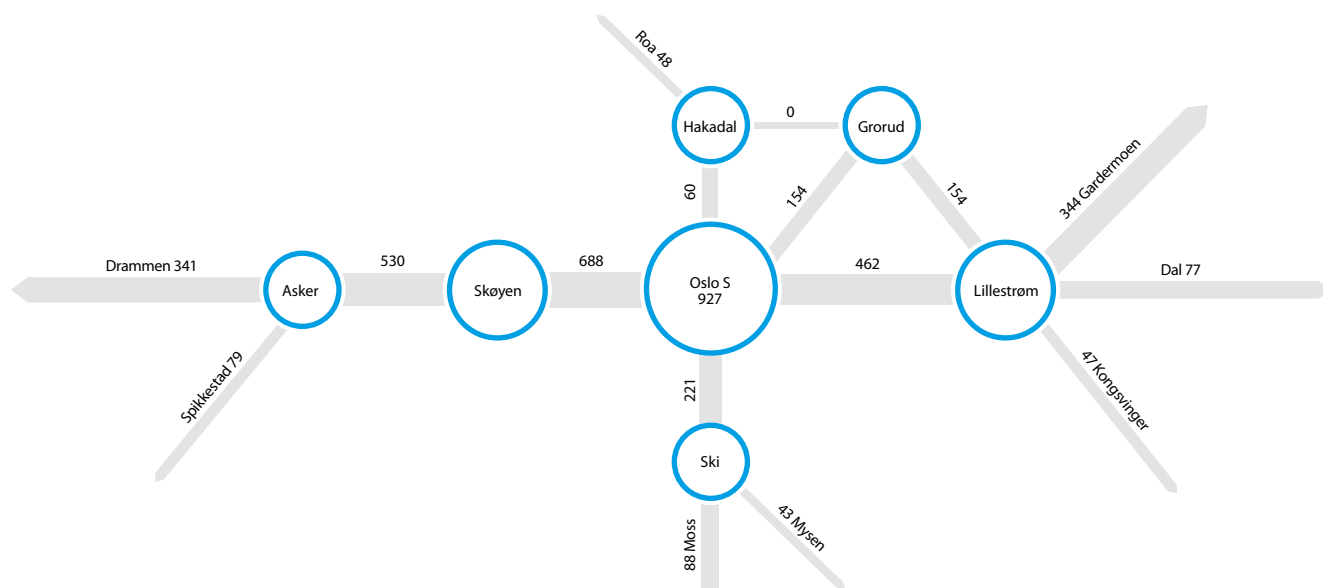 Roa 48
Hakadal
0
Grorud
60
154
154
344 Gardermoen
Drammen 341
Asker
530
Skøyen
688
Oslo S
927
462
Lillestrøm
Dal 77
Spikkestad 79
221
47 Kongsvinger
Ski
88 Moss
43 Mysen